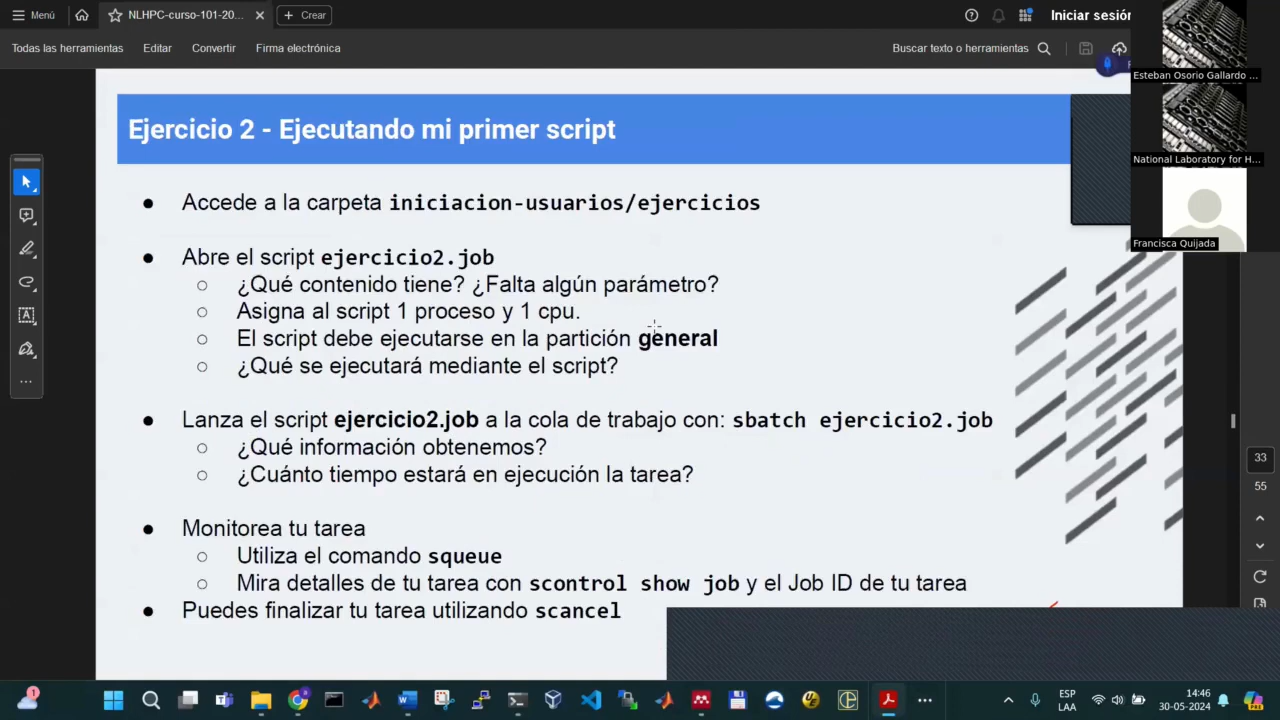 Menú
NLHPC-curso-101-20...
Crear
Iniciar sesión
Todas las herramientas
Editar
Convertir
Firma electrónica
Buscar texto o herramientas
Esteban Osorio Gallardo ...
National Laboratory for H...
Francisca Quijada
Ejercicio 2 - Ejecutando mi primer script
● Accede a la carpeta iniciacion-usuarios/ejercicios
● Abre el script ejercicio2.job
○ ¿Qué contenido tiene? ¿Falta algún parámetro?
○ Asigna al script 1 proceso y 1 cpu.
○ El script debe ejecutarse en la partición general
○ ¿Qué se ejecutará mediante el script?
● Lanza el script ejercicio2.job a la cola de trabajo con: sbatch ejercicio2.job
○ ¿Qué información obtenemos?
○ ¿Cuánto tiempo estará en ejecución la tarea?
● Monitorea tu tarea
○ Utiliza el comando squeue
○ Mira detalles de tu tarea con scontrol show job y el Job ID de tu tarea
● Puedes finalizar tu tarea utilizando scancel
33
55
1
ESP
LAA
14:46
30-05-2024